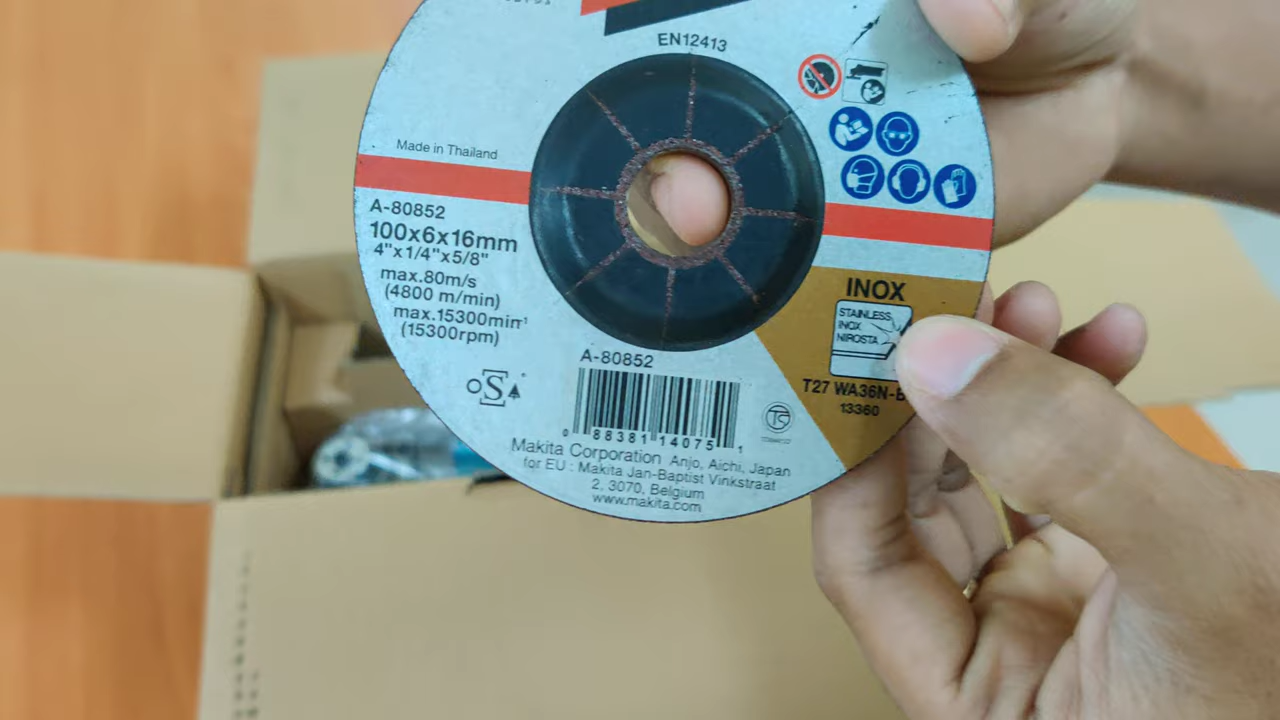 EN12413
Made in Thailand
A-80852
100x6x16mm
4"x1/4"x5/8"
max.80m/s
(4800 m/min)
max.15300min⁻¹
(15300rpm)
INOX
STAINLESS
INOX
NIROSTA
T27 WA36N-B
13360
A-80852
0 88381 14075 1
Makita Corporation Anjo, Aichi, Japan
for EU : Makita Jan-Baptist Vinkstraat
2, 3070, Belgium
www.makita.com